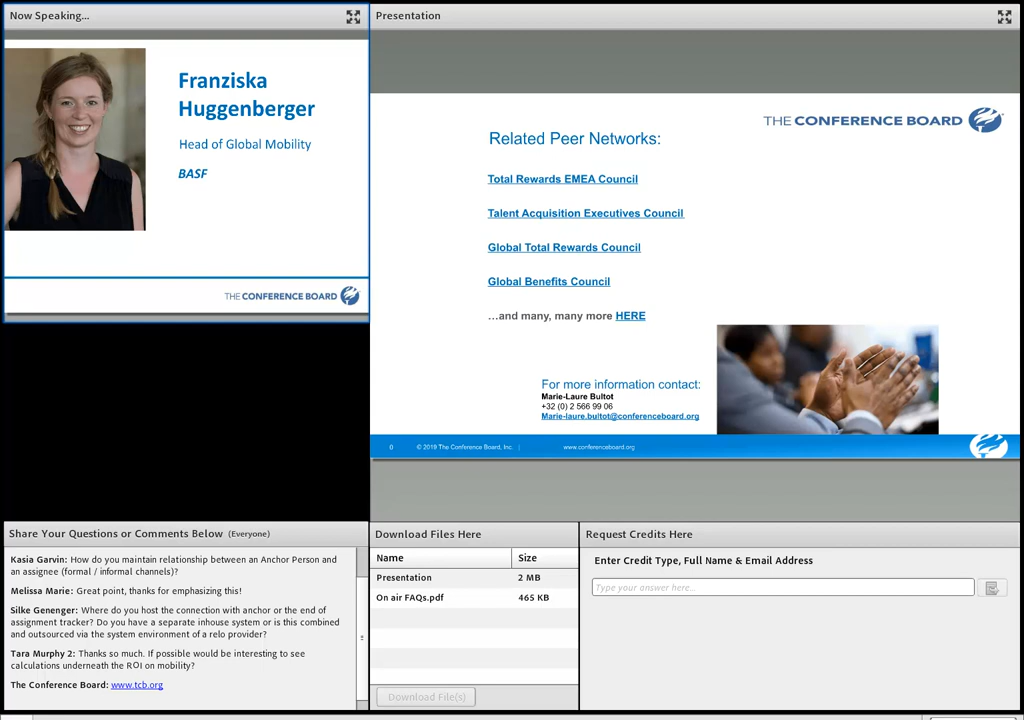 Now Speaking...
Franziska
Huggenberger
Head of Global Mobility
BASF
THE CONFERENCE BOARD
Presentation
THE CONFERENCE BOARD
Related Peer Networks:
Total Rewards EMEA Council
Talent Acquisition Executives Council
Global Total Rewards Council
Global Benefits Council
...and many, many more HERE
For more information contact:
Marie-Laure Bultot
+32 (0) 2 566 99 06
Marie-laure.bultot@conferenceboard.org
0 © 2019 The Conference Board, Inc. | www.conferenceboard.org
Share Your Questions or Comments Below (Everyone)
Kasia Garvin: How do you maintain relationship between an Anchor Person and
an assignee (formal / informal channels)?
Melissa Marie: Great point, thanks for emphasizing this!
Silke Genenger: Where do you host the connection with anchor or the end of
assignment tracker? Do you have a separate inhouse system or is this combined
and outsourced via the system environment of a relo provider?
Tara Murphy 2: Thanks so much. If possible would be interesting to see
calculations underneath the ROI on mobility?
The Conference Board: www.tcb.org
Download Files Here
Name Size
Presentation 2 MB
On air FAQs.pdf 465 KB
Download File(s)
Request Credits Here
Enter Credit Type, Full Name & Email Address
Type your answer here...